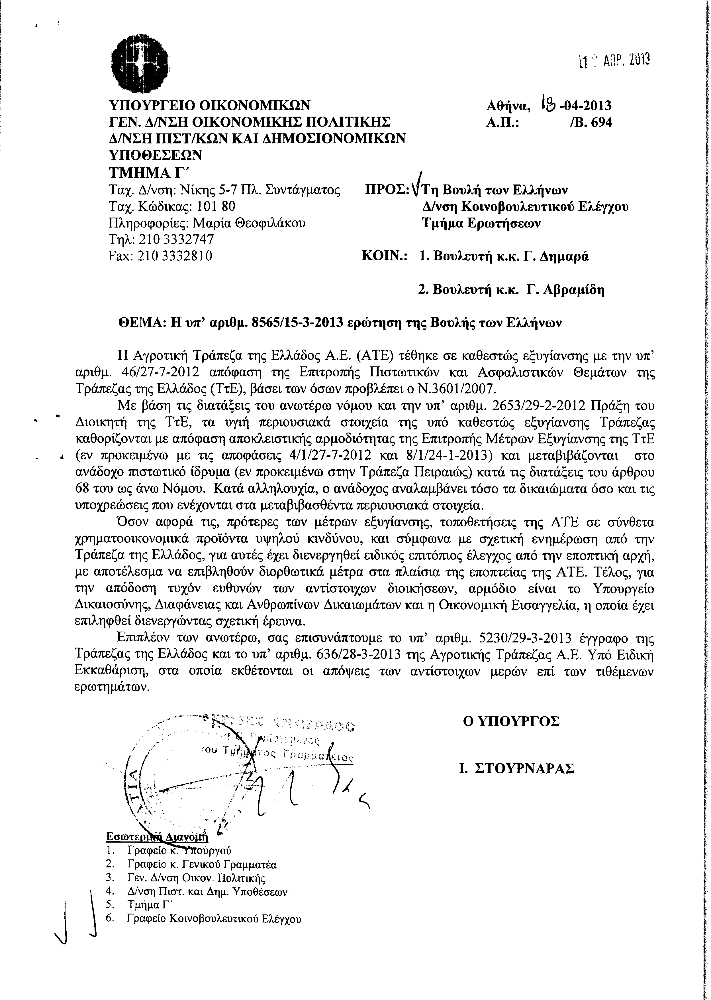 ΑΠΡ. 2013
ΥΠΟΥΡΓΕΙΟ ΟΙΚΟΝΟΜΙΚΩΝ
ΓΕΝ. Δ/ΝΣΗ ΟΙΚΟΝΟΜΙΚΗΣ ΠΟΛΙΤΙΚΗΣ
Δ/ΝΣΗ ΠΙΣΤ/ΚΩΝ ΚΑΙ ΔΗΜΟΣΙΟΝΟΜΙΚΩΝ
ΥΠΟΘΕΣΕΩΝ
ΤΜΗΜΑ Γ΄
Ταχ. Δ/νση: Νίκης 5-7 Πλ. Συντάγματος
Ταχ. Κώδικας: 101 80
Πληροφορίες: Μαρία Θεοφιλάκου
Τηλ: 210 3332747
Fax: 210 3332810
Αθήνα, 18-04-2013
Α.Π.: /Β. 694
ΠΡΟΣ: Τη Βουλή των Ελλήνων
Δ/νση Κοινοβουλευτικού Ελέγχου
Τμήμα Ερωτήσεων
ΚΟΙΝ.: 1. Βουλευτή κ.κ. Γ. Δημαρά
2. Βουλευτή κ.κ. Γ. Αβραμίδη
ΘΕΜΑ: Η υπ’ αριθμ. 8565/15-3-2013 ερώτηση της Βουλής των Ελλήνων
Η Αγροτική Τράπεζα της Ελλάδος Α.Ε. (ΑΤΕ) τέθηκε σε καθεστώς εξυγίανσης με την υπ’
αριθμ. 46/27-7-2012 απόφαση της Επιτροπής Πιστωτικών και Ασφαλιστικών Θεμάτων της
Τράπεζας της Ελλάδος (ΤτΕ), βάσει των όσων προβλέπει ο Ν.3601/2007.
Με βάση τις διατάξεις του ανωτέρω νόμου και την υπ’ αριθμ. 2653/29-2-2012 Πράξη του
Διοικητή της ΤτΕ, τα υγιή περιουσιακά στοιχεία της υπό καθεστώς εξυγίανσης Τράπεζας
καθορίζονται με απόφαση αποκλειστικής αρμοδιότητας της Επιτροπής Μέτρων Εξυγίανσης της ΤτΕ
(εν προκειμένω με τις αποφάσεις 4/1/27-7-2012 και 8/1/24-1-2013) και μεταβιβάζονται στο
ανάδοχο πιστωτικό ίδρυμα (εν προκειμένω στην Τράπεζα Πειραιώς) κατά τις διατάξεις του άρθρου
68 του ως άνω Νόμου. Κατά αλληλουχία, ο ανάδοχος αναλαμβάνει τόσο τα δικαιώματα όσο και τις
υποχρεώσεις που ενέχονται στα μεταβιβασθέντα περιουσιακά στοιχεία.
Όσον αφορά τις, πρότερες των μέτρων εξυγίανσης, τοποθετήσεις της ΑΤΕ σε σύνθετα
χρηματοοικονομικά προϊόντα υψηλού κινδύνου, και σύμφωνα με σχετική ενημέρωση από την
Τράπεζα της Ελλάδος, για αυτές έχει διενεργηθεί ειδικός επιτόπιος έλεγχος από την εποπτική αρχή,
με αποτέλεσμα να επιβληθούν διορθωτικά μέτρα στα πλαίσια της εποπτείας της ΑΤΕ. Τέλος, για
την απόδοση τυχόν ευθυνών των αντίστοιχων διοικήσεων, αρμόδιο είναι το Υπουργείο
Δικαιοσύνης, Διαφάνειας και Ανθρωπίνων Δικαιωμάτων και η Οικονομική Εισαγγελία, η οποία έχει
επιληφθεί διενεργώντας σχετική έρευνα.
Επιπλέον των ανωτέρω, σας επισυνάπτουμε το υπ’ αριθμ. 5230/29-3-2013 έγγραφο της
Τράπεζας της Ελλάδος και το υπ’ αριθμ. 636/28-3-2013 της Αγροτικής Τράπεζας Α.Ε. Υπό Ειδική
Εκκαθάριση, στα οποία εκθέτονται οι απόψεις των αντίστοιχων μερών επί των τιθέμενων
ερωτημάτων.
ΑΚΡΙΒΕΣ ΑΝΤΙΓΡΑΦΟ
Ο Προϊστάμενος
του Τμήματος Γραμματείας
Ο ΥΠΟΥΡΓΟΣ
Ι. ΣΤΟΥΡΝΑΡΑΣ
Εσωτερική Διανομή
1. Γραφείο κ. Υπουργού
2. Γραφείο κ. Γενικού Γραμματέα
3. Γεν. Δ/νση Οικον. Πολιτικής
4. Δ/νση Πιστ. και Δημ. Υποθέσεων
5. Τμήμα Γ΄
6. Γραφείο Κοινοβουλευτικού Ελέγχου